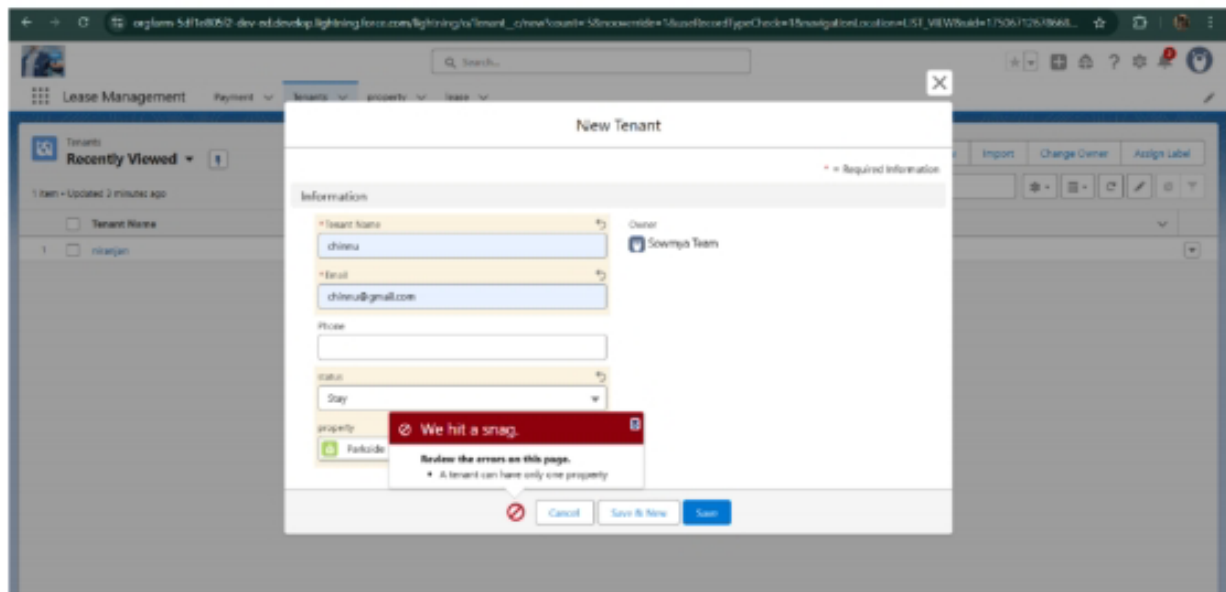 Search...
Lease Management Payment Tenants property lease
New Tenant
Tenants
Recently Viewed
Import Change Owner Assign Label
* = Required Information
1 item • Updated 2 minutes ago
Information
Tenant Name
1 niranjan
*Tenant Name
chinnu
Owner
Sowmya Team
*Email
chinnu@gmail.com
Phone
status
Stay
property
Parkside
We hit a snag.
Review the errors on this page.
• A tenant can have only one property
Cancel Save & New Save